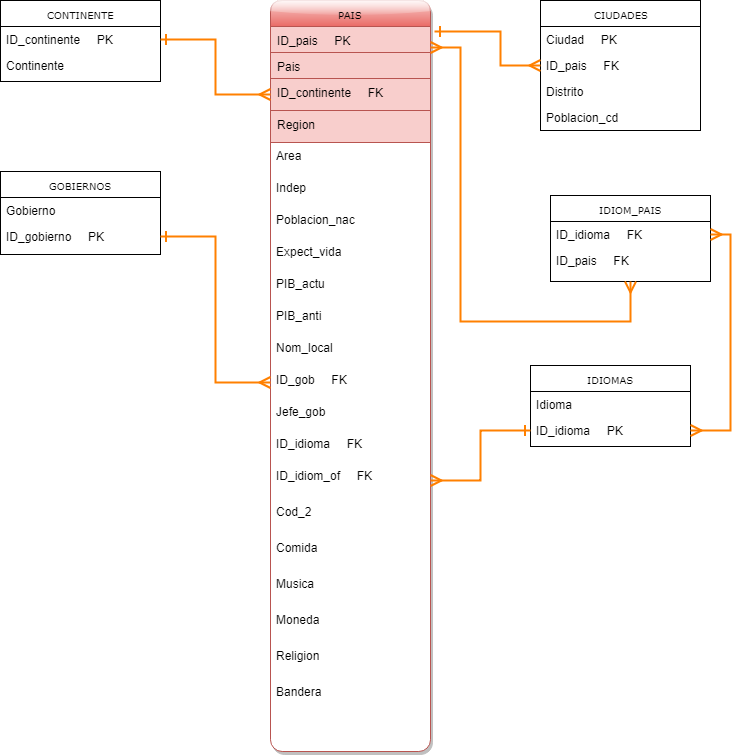 CONTINENTE
ID_continente PK
Continente
GOBIERNOS
Gobierno
ID_gobierno PK
PAIS
ID_pais PK
Pais
ID_continente FK
Region
Area
Indep
Poblacion_nac
Expect_vida
PIB_actu
PIB_anti
Nom_local
ID_gob FK
Jefe_gob
ID_idioma FK
ID_idiom_of FK
Cod_2
Comida
Musica
Moneda
Religion
Bandera
CIUDADES
Ciudad PK
ID_pais FK
Distrito
Poblacion_cd
IDIOM_PAIS
ID_idioma FK
ID_pais FK
IDIOMAS
Idioma
ID_idioma PK